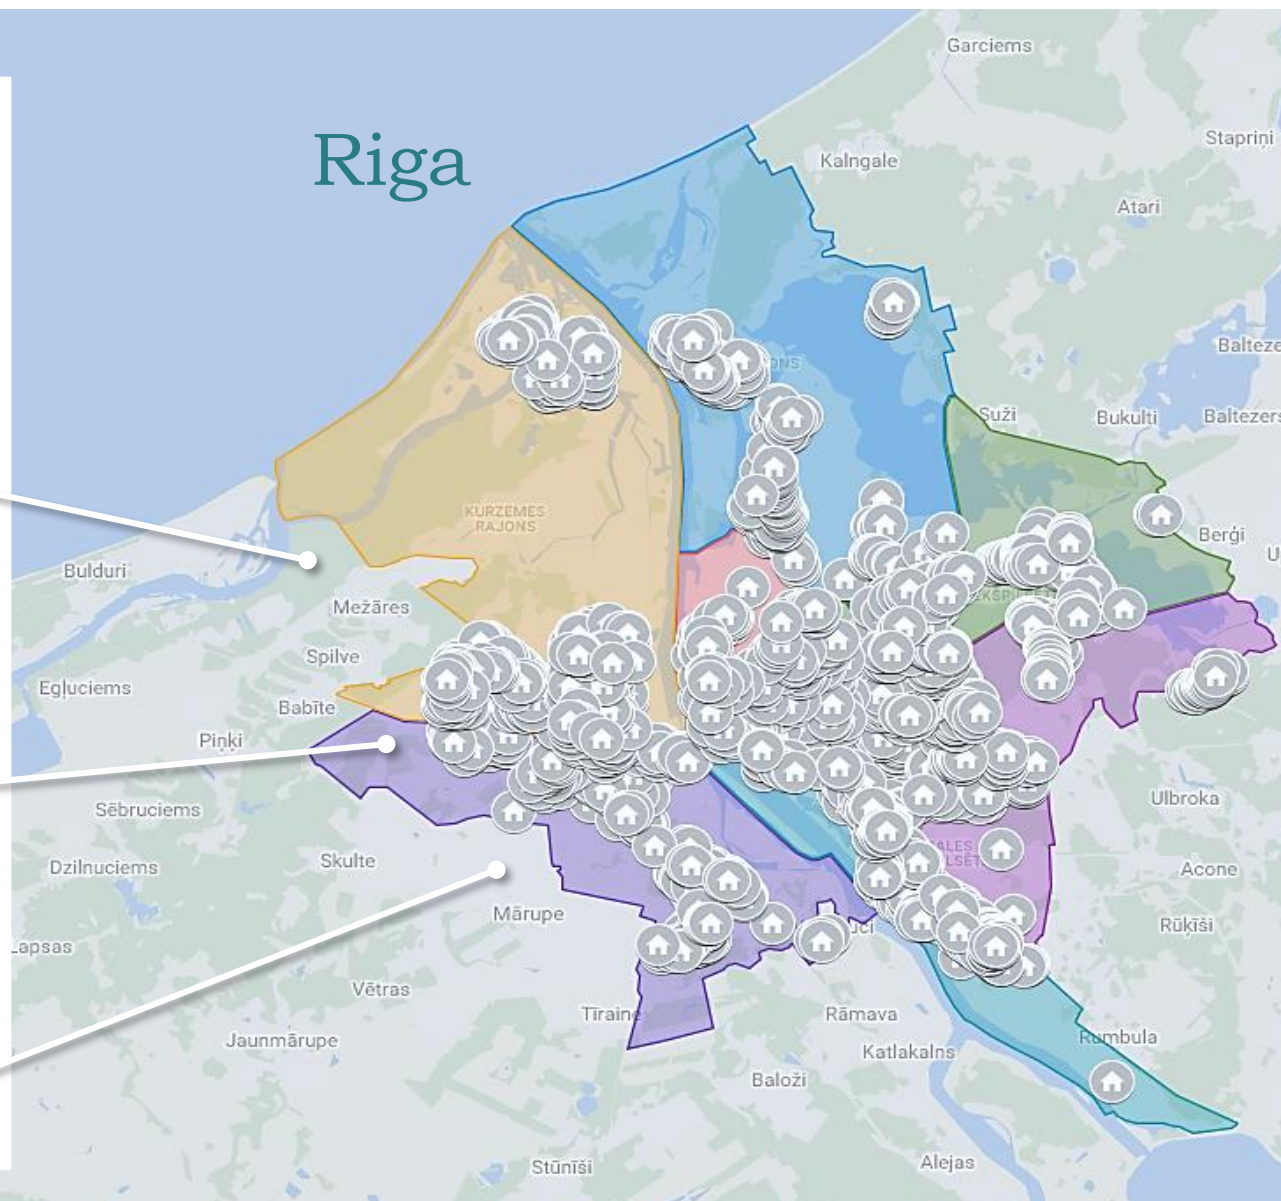 Garciems
Riga
Stapriņi
Kalngale
Atari
Suži
Bukulti
KURZEMES
RAJONS
Berģi
Bulduri
Mežāres
Spilve
Egļuciems
Babīte
Piņķi
Sēbruciems
Ulbroka
Skulte
Dzilnuciems
Acone
Mārupe
Rūķīši
Vētras
Tīraine
Rāmava
Jaunmārupe
Rumbula
Katlakalns
Baloži
Stūnīši
Alejas